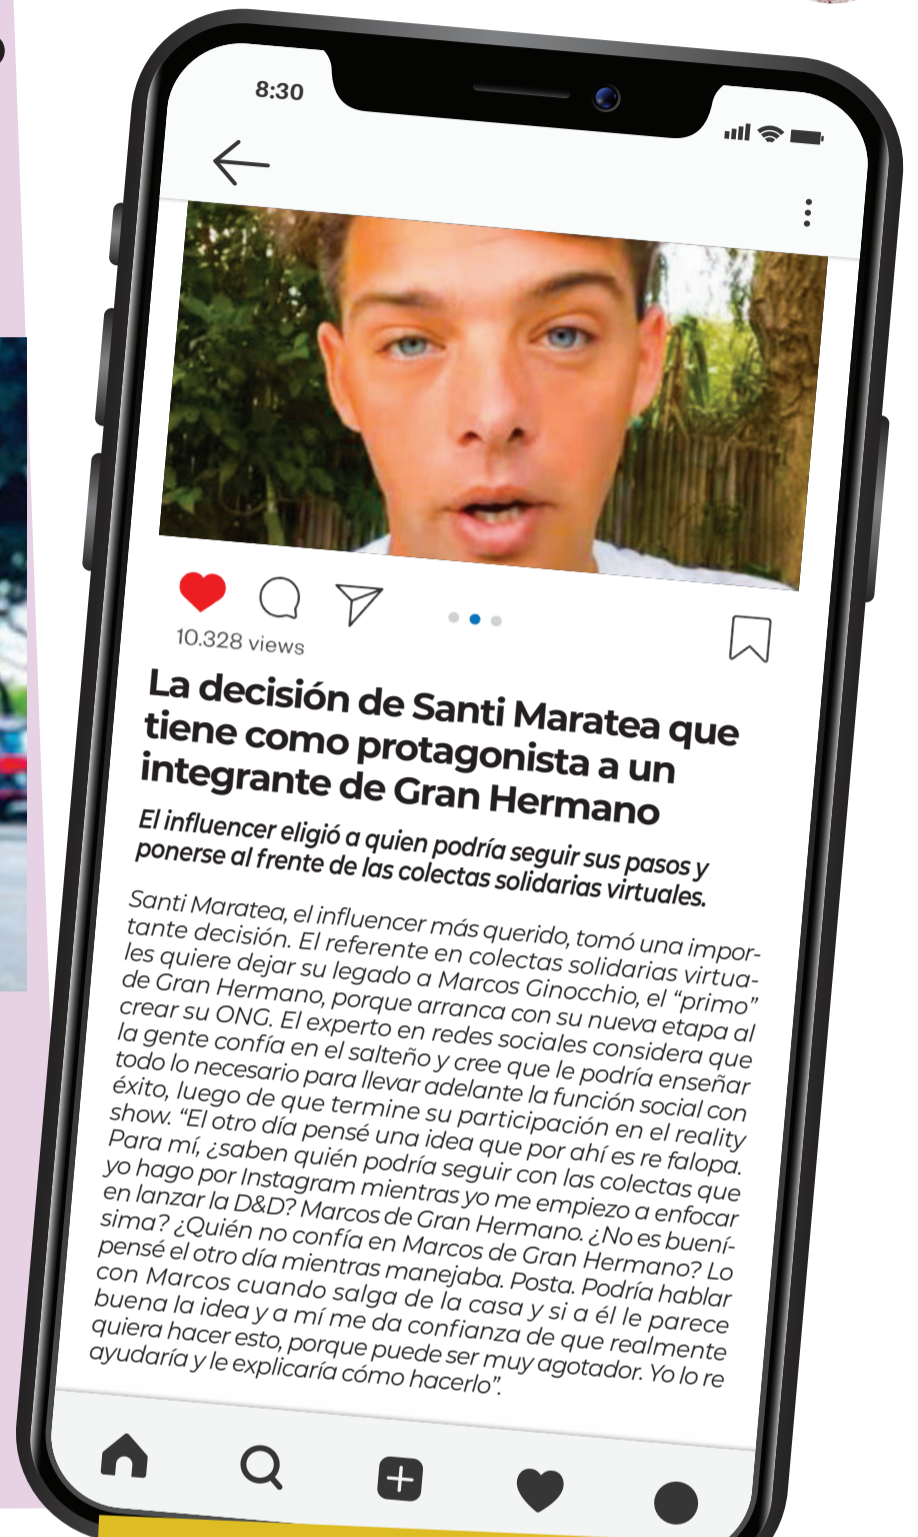 8:30
10.328 views
La decisión de Santi Maratea que
tiene como protagonista a un
integrante de Gran Hermano
El influencer eligió a quien podría seguir sus pasos y
ponerse al frente de las colectas solidarias virtuales.
Santi Maratea, el influencer más querido, tomó una impor-
tante decisión. El referente en colectas solidarias virtua-
les quiere dejar su legado a Marcos Ginocchio, el “primo”
de Gran Hermano, porque arranca con su nueva etapa al
crear su ONG. El experto en redes sociales considera que
la gente confía en el salteño y cree que le podría enseñar
todo lo necesario para llevar adelante la función social con
éxito, luego de que termine su participación en el reality
show. “El otro día pensé una idea que por ahí es re falopa.
Para mí, ¿saben quién podría seguir con las colectas que
yo hago por Instagram mientras yo me empiezo a enfocar
en lanzar la D&D? Marcos de Gran Hermano. ¿No es buení-
sima? ¿Quién no confía en Marcos de Gran Hermano? Lo
pensé el otro día mientras manejaba. Posta. Podría hablar
con Marcos cuando salga de la casa y si a él le parece
buena la idea y a mí me da confianza de que realmente
quiera hacer esto, porque puede ser muy agotador. Yo lo re
ayudaría y le explicaría cómo hacerlo”.